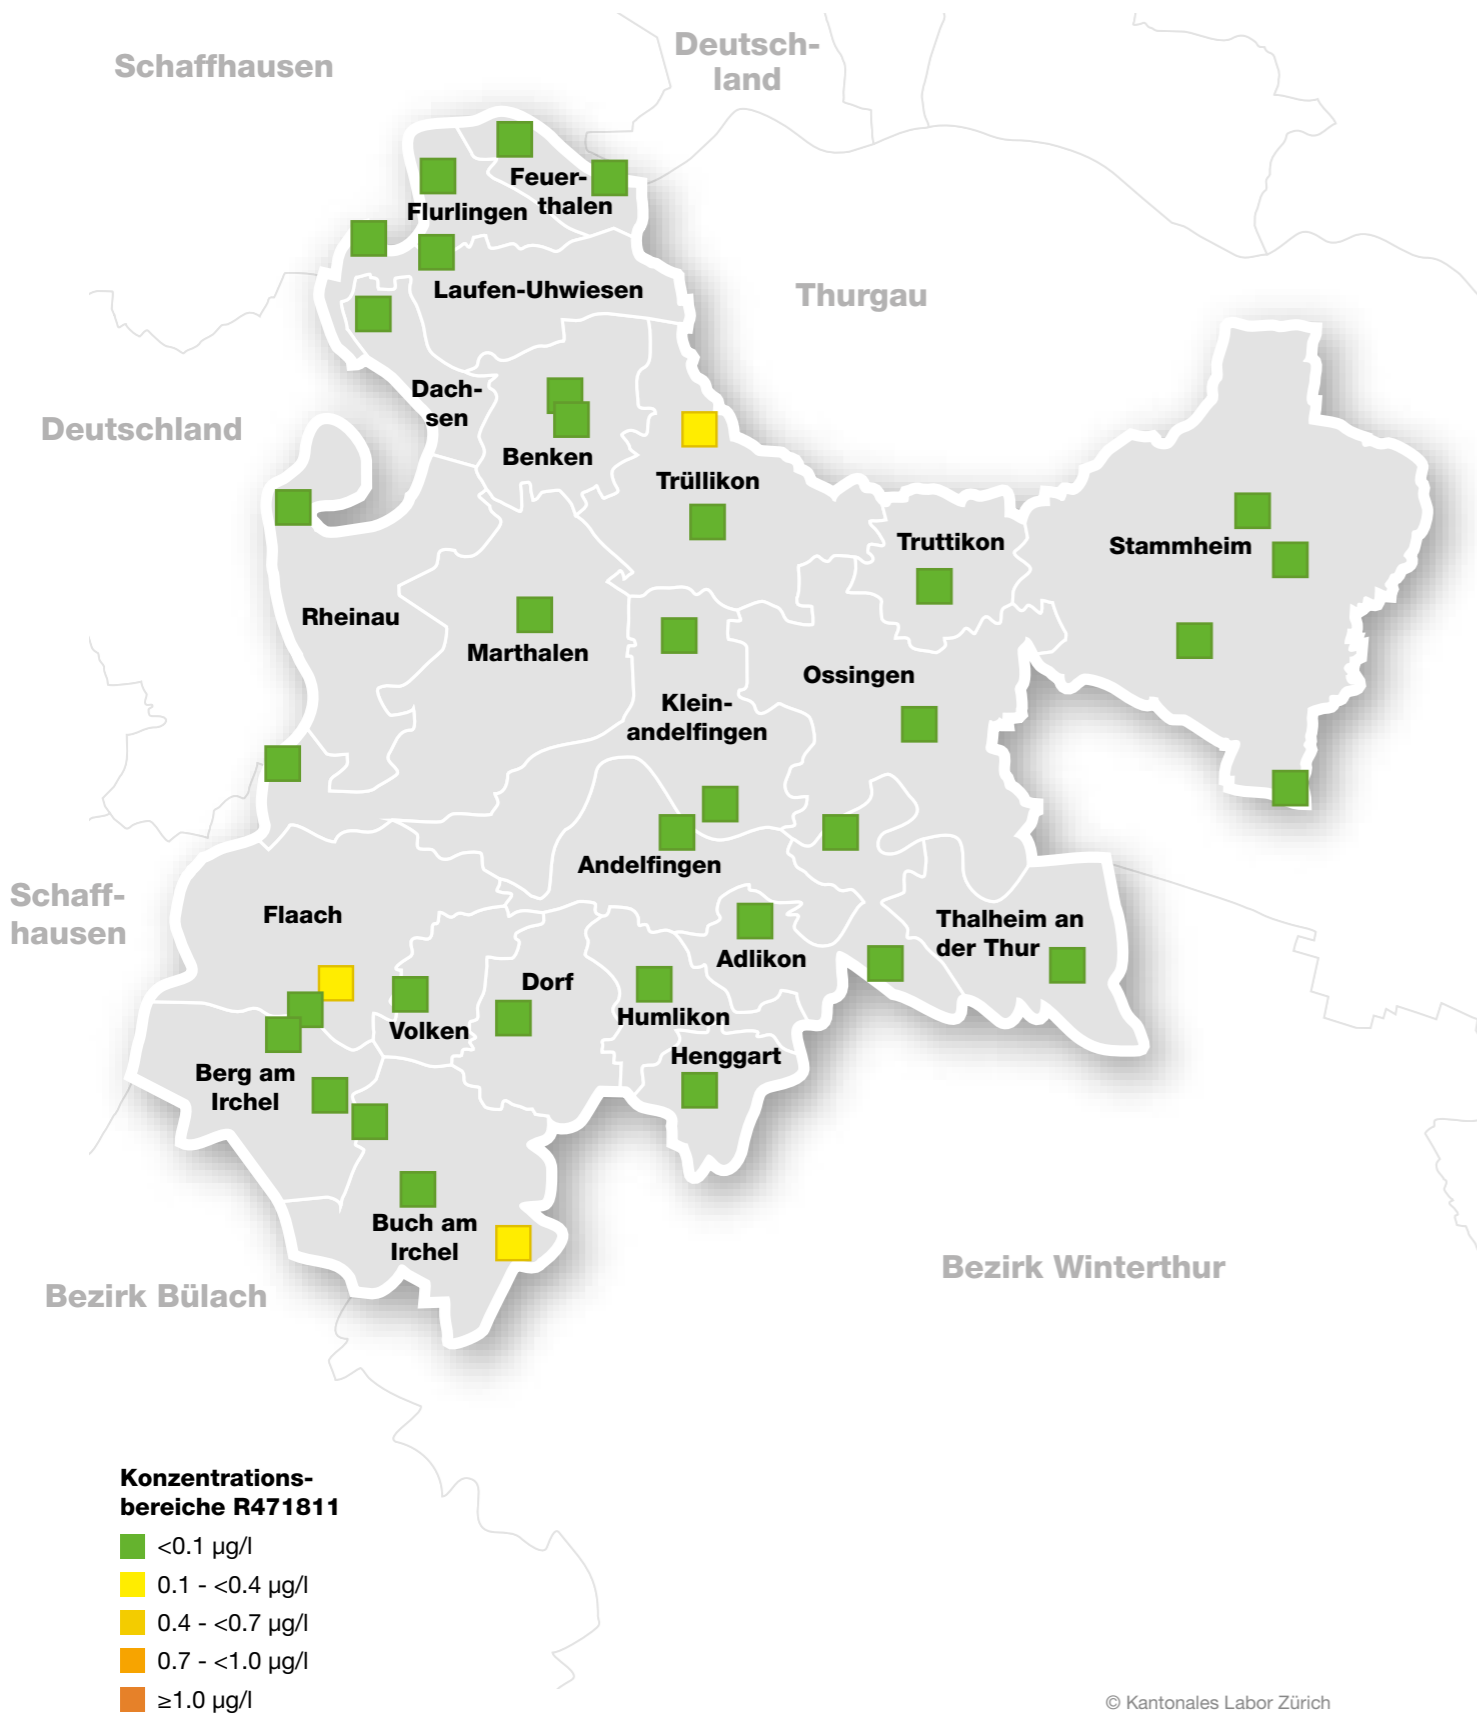 Schaffhausen
Deutsch-
land
Feuer-
thalen
Flurlingen
Laufen-Uhwiesen
Thurgau
Dach-
sen
Deutschland
Benken
Trüllikon
Truttikon
Stammheim
Rheinau
Marthalen
Ossingen
Klein-
andelfingen
Andelfingen
Schaff-
hausen
Flaach
Thalheim an
der Thur
Adlikon
Dorf
Humlikon
Volken
Henggart
Berg am
Irchel
Buch am
Irchel
Bezirk Winterthur
Bezirk Bülach
Konzentrations-
bereiche R471811
<0.1 µg/l
0.1 - <0.4 µg/l
0.4 - <0.7 µg/l
0.7 - <1.0 µg/l
≥1.0 µg/l
© Kantonales Labor Zürich